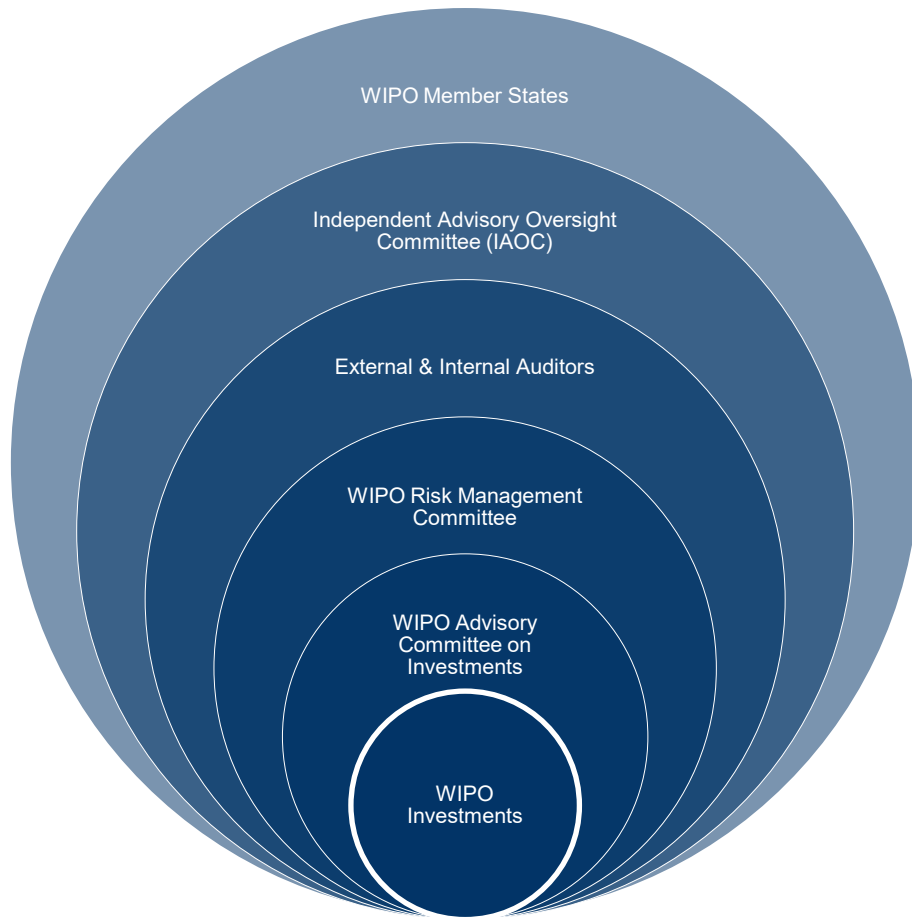 WIPO Member States
Independent Advisory Oversight
Committee (IAOC)
External & Internal Auditors
WIPO Risk Management
Committee
WIPO Advisory
Committee on
Investments
WIPO
Investments